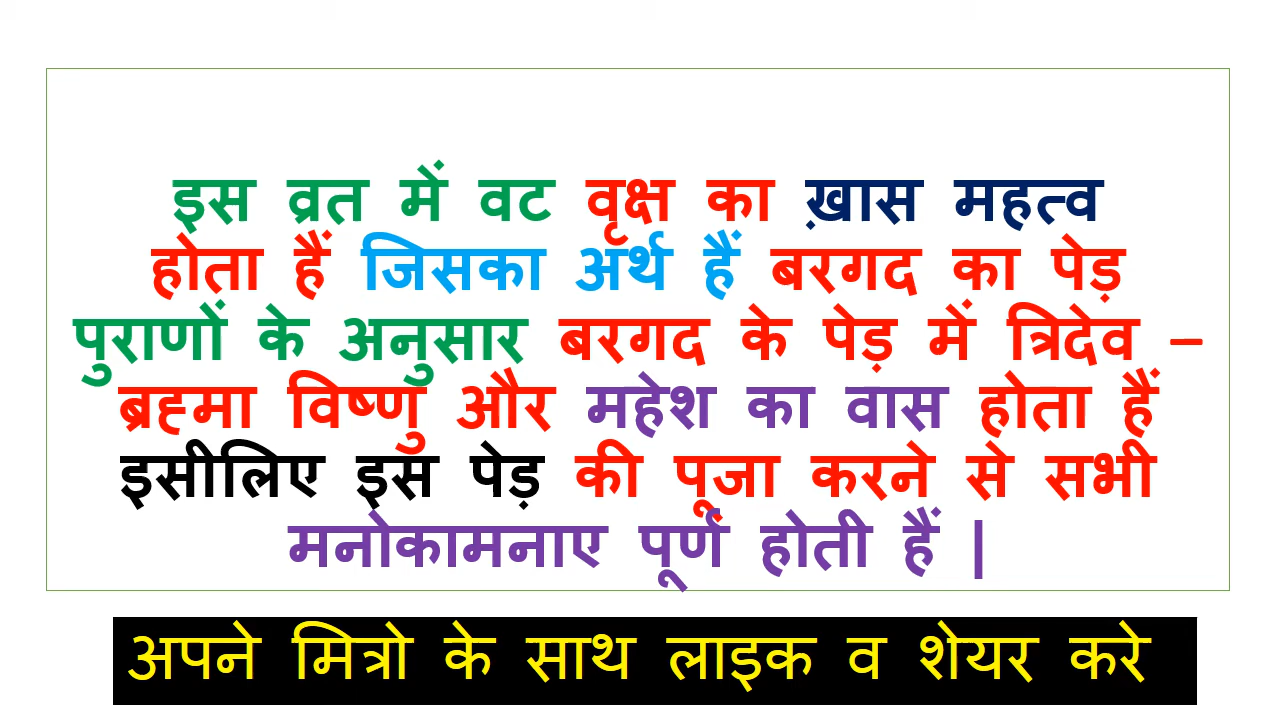 इस व्रत में वट वृक्ष का ख़ास महत्व
होता हैं जिसका अर्थ हैं बरगद का पेड़
पुराणों के अनुसार बरगद के पेड़ में त्रिदेव –
ब्रह्मा विष्णु और महेश का वास होता हैं
इसीलिए इस पेड़ की पूजा करने से सभी
मनोकामनाए पूर्ण होती हैं |
अपने मित्रो के साथ लाइक व शेयर करे